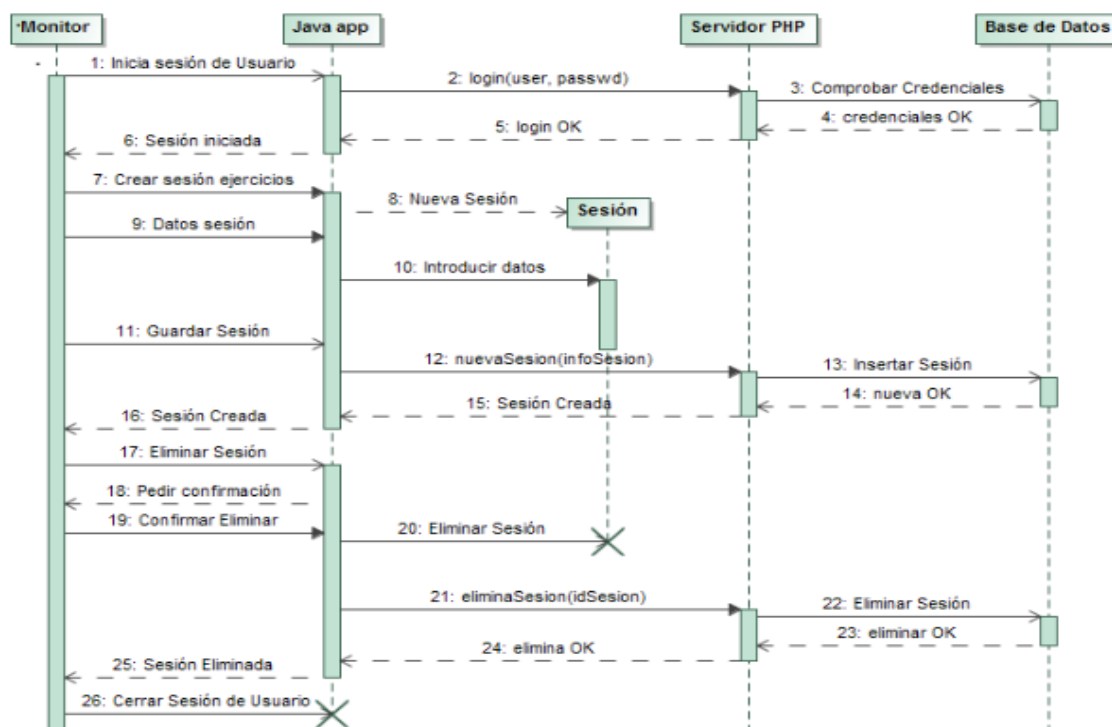 Monitor
Java app
Servidor PHP
Base de Datos
1: Inicia sesión de Usuario
2: login(user, passwd)
3: Comprobar Credenciales
4: credenciales OK
5: login OK
6: Sesión iniciada
7: Crear sesión ejercicios
8: Nueva Sesión
Sesión
9: Datos sesión
10: Introducir datos
11: Guardar Sesión
12: nuevaSesion(infoSesion)
13: Insertar Sesión
14: nueva OK
15: Sesión Creada
16: Sesión Creada
17: Eliminar Sesión
18: Pedir confirmación
19: Confirmar Eliminar
20: Eliminar Sesión
21: eliminaSesion(idSesion)
22: Eliminar Sesión
23: eliminar OK
24: elimina OK
25: Sesión Eliminada
26: Cerrar Sesión de Usuario